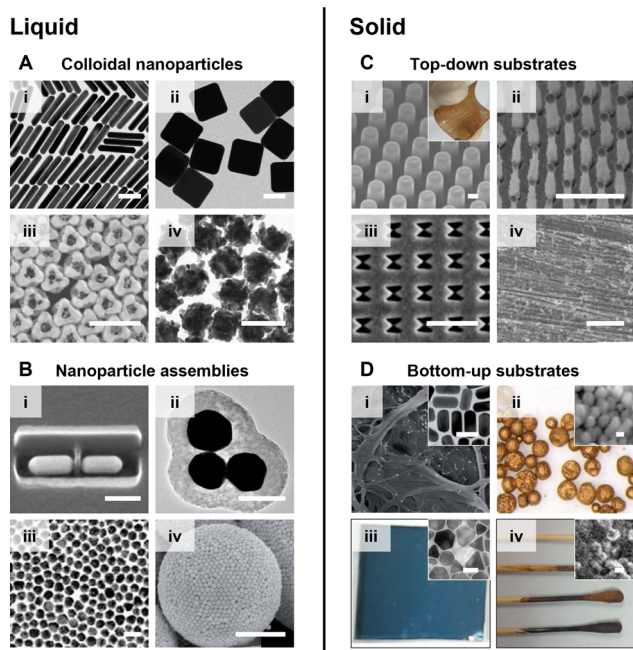 Liquid
Solid
A Colloidal nanoparticles
i
ii
iii
iv
B Nanoparticle assemblies
i
ii
iii
iv
C Top-down substrates
i
ii
iii
iv
D Bottom-up substrates
i
ii
iii
iv